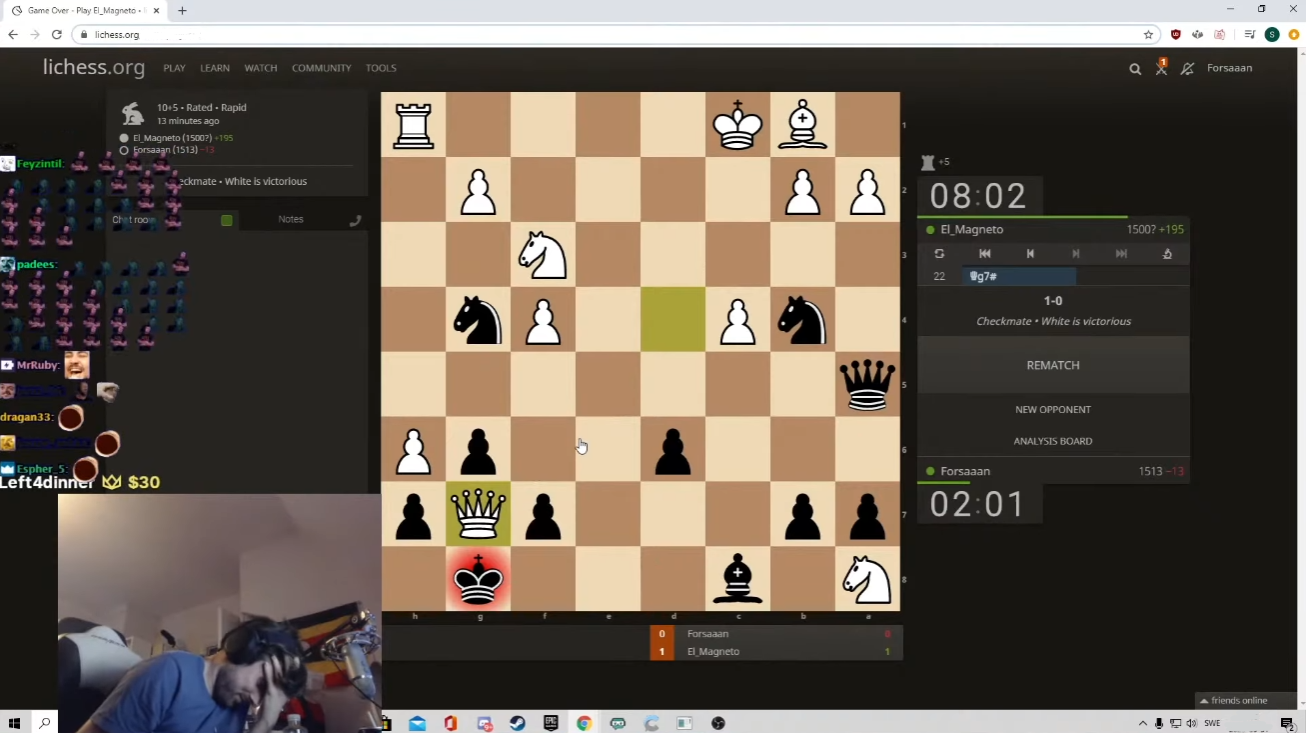 Game Over - Play El_Magneto •
lichess.org
lichess.org PLAY LEARN WATCH COMMUNITY TOOLS
1
Forsaaan
10+5 • Rated • Rapid
13 minutes ago
El_Magneto (1500?) +195
Forsaaan (1513) −13
eckmate • White is victorious
Chat room
Notes
Feyzintil:
padees:
MrRuby:
dragan33:
Espher_5:
Left4dinner $30
1
2
3
4
5
6
7
8
h g f e d c b a
+5
08:02
El_Magneto 1500? +195
22 ♛g7#
1-0
Checkmate • White is victorious
REMATCH
NEW OPPONENT
ANALYSIS BOARD
Forsaaan 1513 −13
02:01
0 Forsaaan 0
1 El_Magneto 1
friends online
EPIC
SWE
2